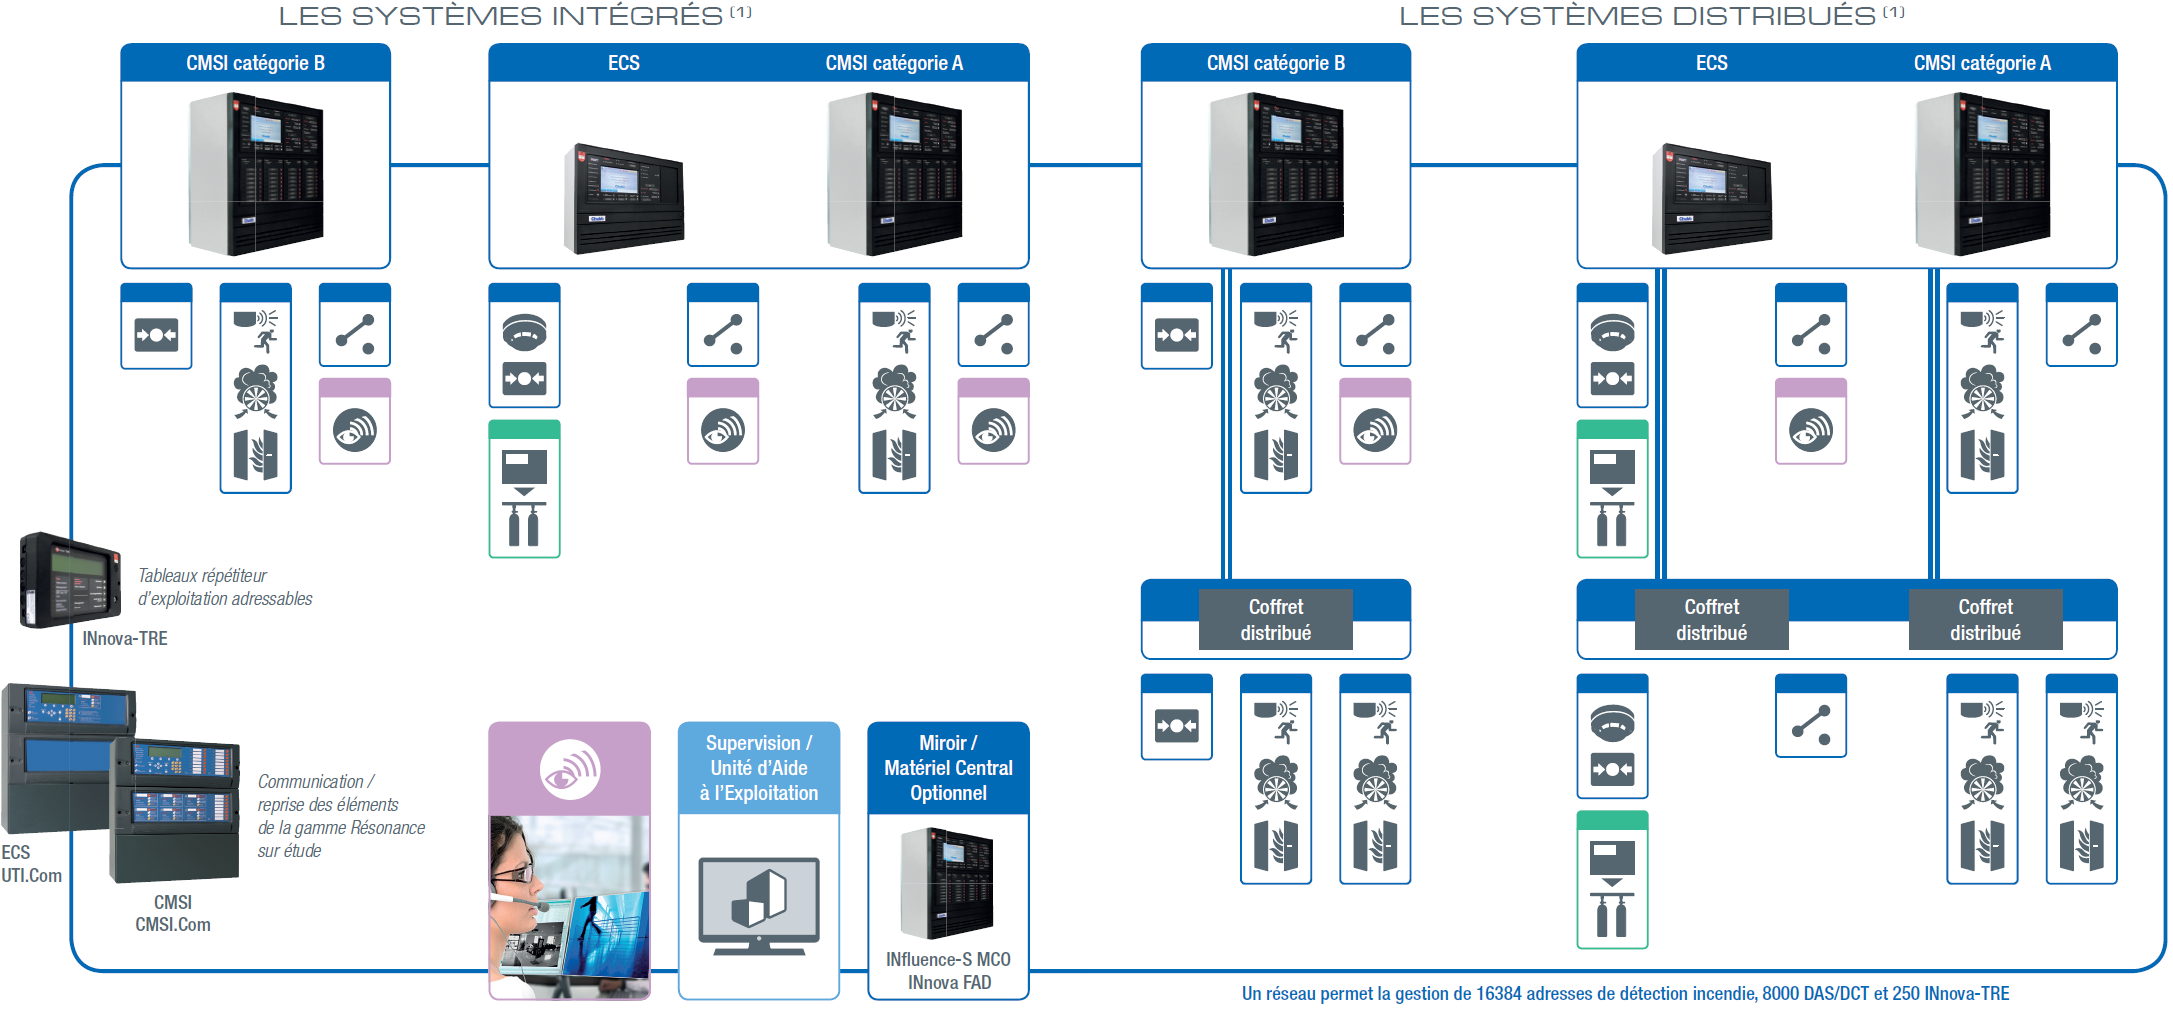 LES SYSTÈMES INTÉGRÉS (1)
LES SYSTÈMES DISTRIBUÉS (1)
CMSI catégorie B
ECS
CMSI catégorie A
CMSI catégorie B
ECS
CMSI catégorie A
Tableaux répétiteur
d'exploitation adressables
INnova-TRE
Coffret
distribué
Coffret
distribué
Coffret
distribué
Communication /
reprise des éléments
de la gamme Résonance
sur étude
ECS
UTI.Com
CMSI
CMSI.Com
Supervision /
Unité d'Aide
à l'Exploitation
Miroir /
Matériel Central
Optionnel
INfluence-S MCO
INnova FAD
Un réseau permet la gestion de 16384 adresses de détection incendie, 8000 DAS/DCT et 250 INnova-TRE